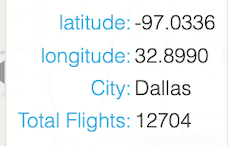 latitude: -97.0336
longitude: 32.8990
City: Dallas
Total Flights: 12704